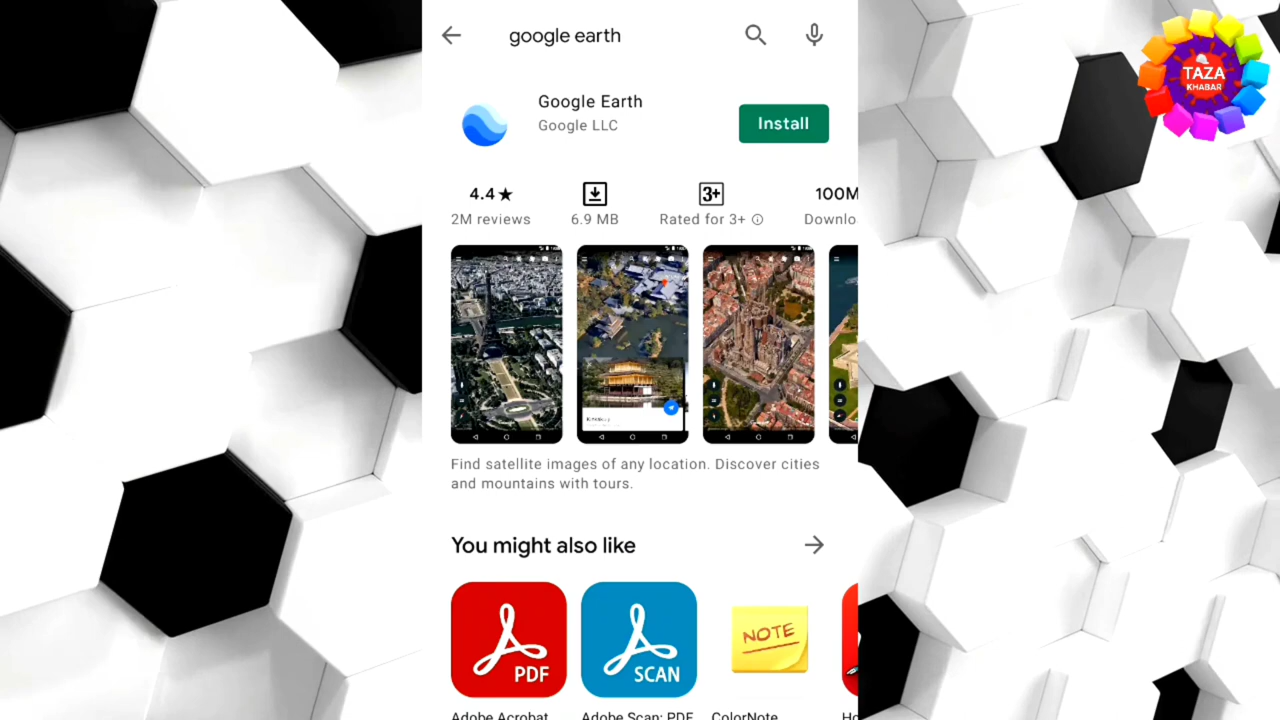 google earth
TAZA
KHABAR
Google Earth
Google LLC
Install
4.4★
2M reviews
6.9 MB
3+
Rated for 3+
100M
Downlo
Find satellite images of any location. Discover cities
and mountains with tours.
You might also like
PDF
SCAN
NOTE
Adobe Acrobat
Adobe Scan: PDF
ColorNote
Ho